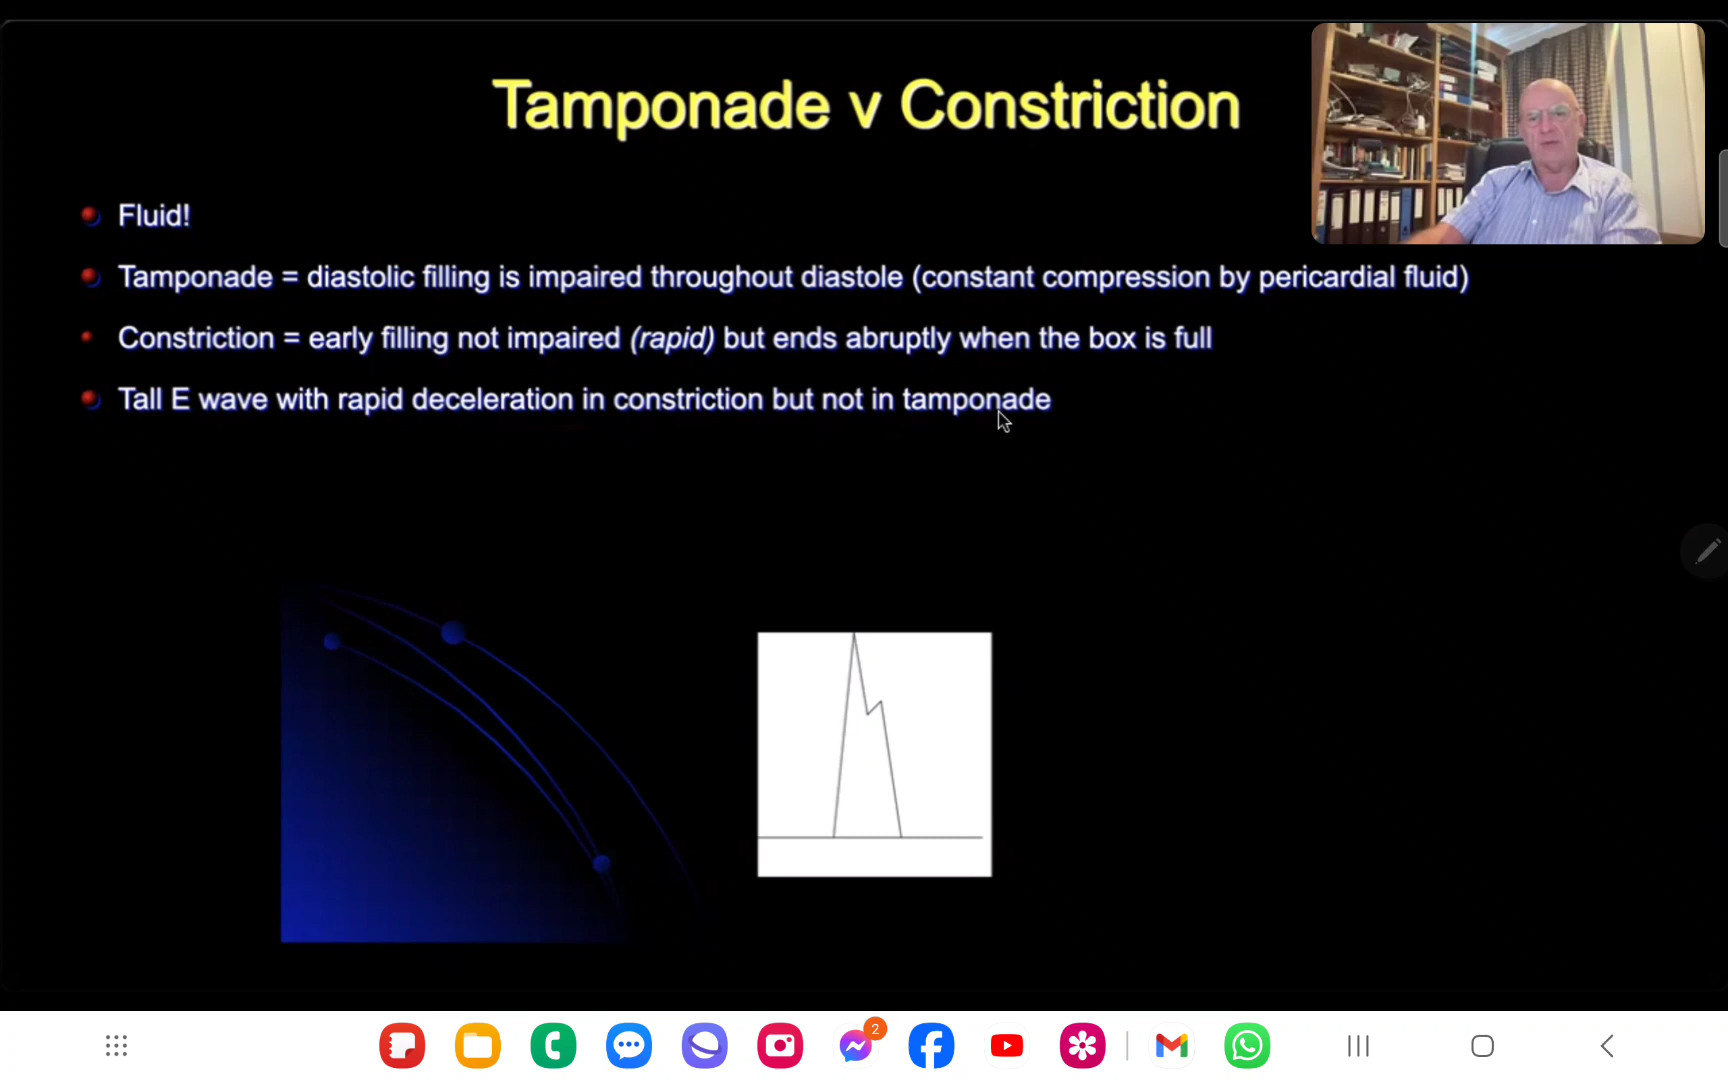 Tamponade v Constriction
Fluid!
Tamponade = diastolic filling is impaired throughout diastole (constant compression by pericardial fluid)
Constriction = early filling not impaired (rapid) but ends abruptly when the box is full
Tall E wave with rapid deceleration in constriction but not in tamponade
2